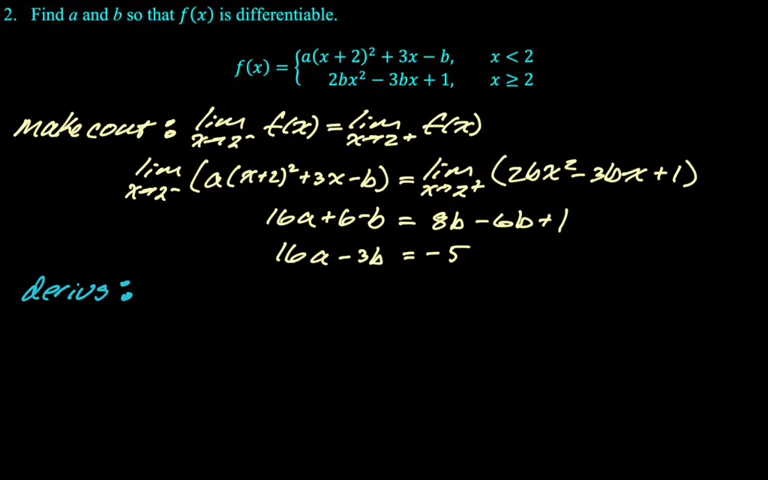 2. Find a and b so that f(x) is differentiable.
f(x) = { a(x + 2)² + 3x − b, x < 2
2bx² − 3bx + 1, x ≥ 2
make cont: lim x→2⁻ f(x) = lim x→2⁺ f(x)
lim x→2⁻ (a(x+2)² + 3x − b) = lim x→2⁺ (2bx² − 3bx + 1)
16a + 6 − b = 8b − 6b + 1
16a − 3b = −5
derivs: